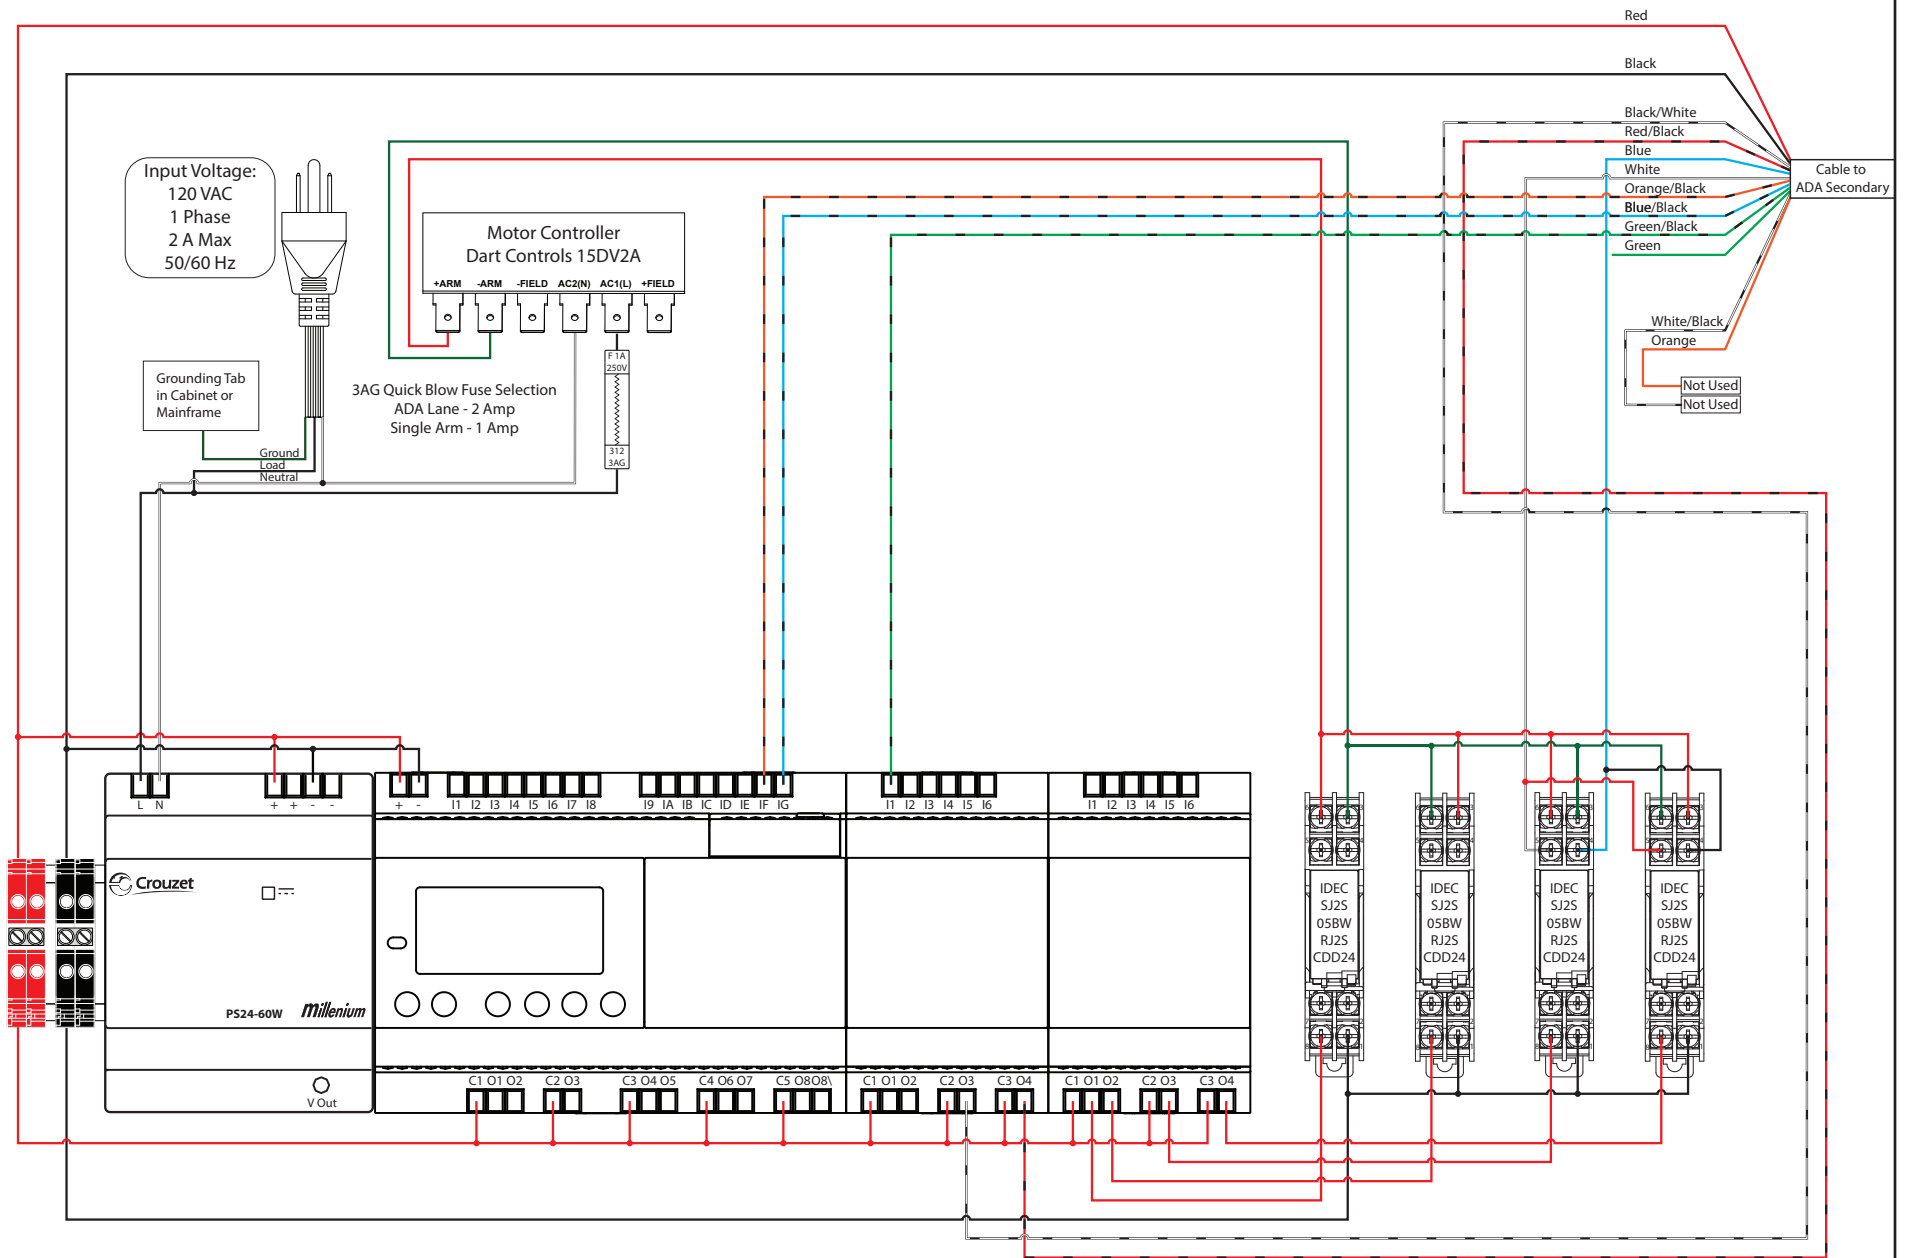 Red
Black
Black/White
Red/Black
Blue
White
Orange/Black
Blue/Black
Green/Black
Green
Cable to
ADA Secondary
White/Black
Orange
Not Used
Not Used
Input Voltage:
120 VAC
1 Phase
2 A Max
50/60 Hz
Motor Controller
Dart Controls 15DV2A
+ARM -ARM -FIELD AC2(N) AC1(L) +FIELD
F 1A
250V
312
3AG
3AG Quick Blow Fuse Selection
ADA Lane - 2 Amp
Single Arm - 1 Amp
Grounding Tab
in Cabinet or
Mainframe
Ground
Load
Neutral
L N + + - - + - I1 I2 I3 I4 I5 I6 I7 I8 I9 IA IB IC ID IE IF IG I1 I2 I3 I4 I5 I6 I1 I2 I3 I4 I5 I6
Crouzet
PS24-60W millenium
V Out
IDEC
SJ2S
05BW
RJ2S
CDD24
IDEC
SJ2S
05BW
RJ2S
CDD24
IDEC
SJ2S
05BW
RJ2S
CDD24
IDEC
SJ2S
05BW
RJ2S
CDD24
C1 O1 O2 C2 O3 C3 O4 O5 C4 O6 O7 C5 O8O8\ C1 O1 O2 C2 O3 C3 O4 C1 O1 O2 C2 O3 C3 O4